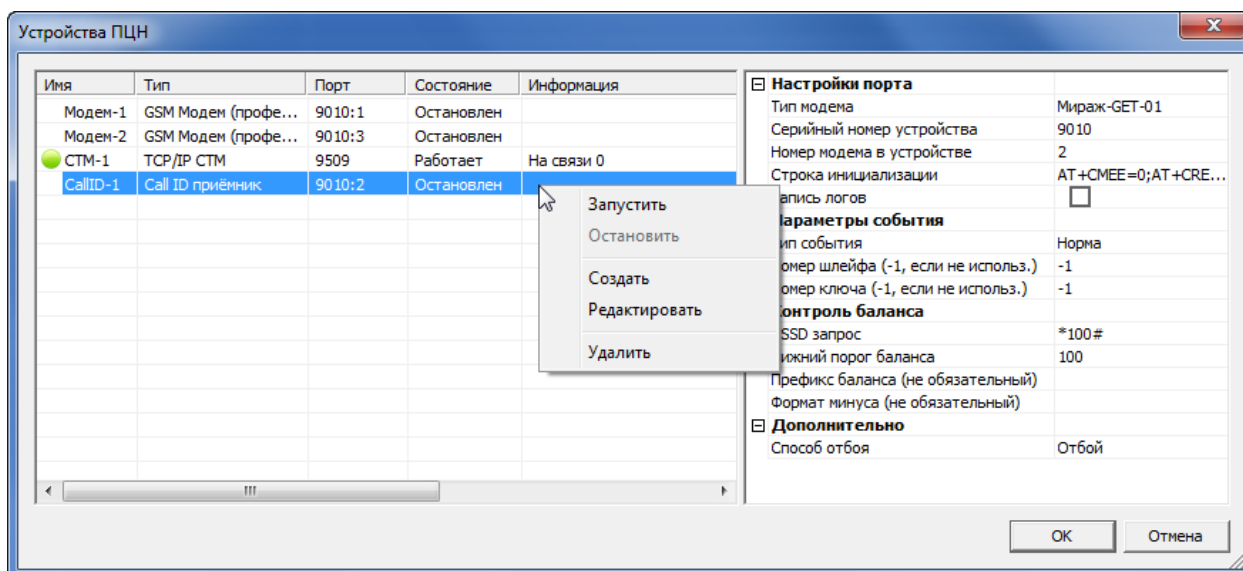 Устройства ПЦН
Имя Тип Порт Состояние Информация
Модем-1 GSM Модем (профе... 9010:1 Остановлен
Модем-2 GSM Модем (профе... 9010:3 Остановлен
СТМ-1 TCP/IP СТМ 9509 Работает На связи 0
CallID-1 Call ID приёмник 9010:2 Остановлен
Запустить
Остановить
Создать
Редактировать
Удалить
Настройки порта
Тип модема Мираж-GET-01
Серийный номер устройства 9010
Номер модема в устройстве 2
Строка инициализации AT+CMEE=0;AT+CRE...
апись логов
араметры события
ип события Норма
омер шлейфа (-1, если не использ.) -1
омер ключа (-1, если не использ.) -1
онтроль баланса
SSD запрос *100#
ижний порог баланса 100
Префикс баланса (не обязательный)
Формат минуса (не обязательный)
Дополнительно
Способ отбоя Отбой
OK Отмена